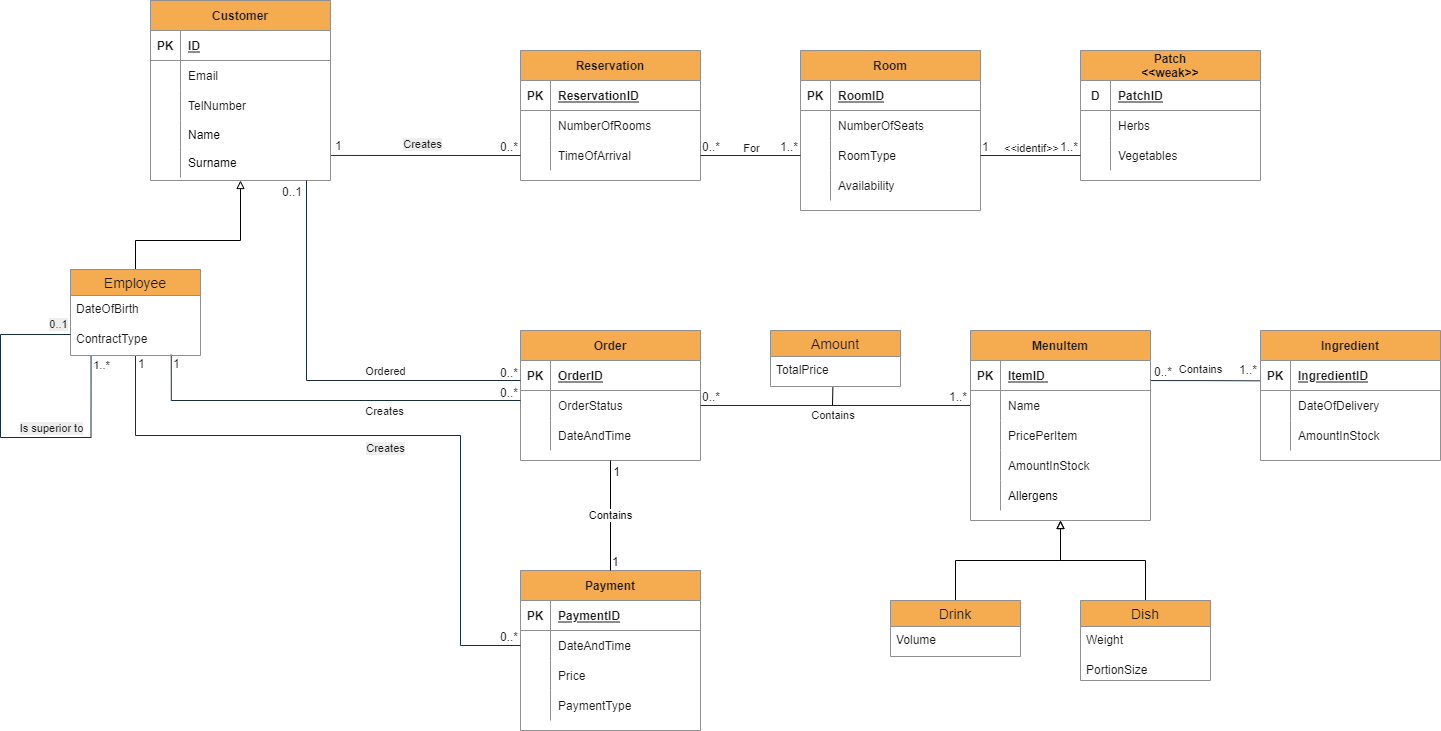 Customer
PK ID
Email
TelNumber
Name
Surname
1
Creates
0..*
Reservation
PK ReservationID
NumberOfRooms
TimeOfArrival
0..*
For
1..*
Room
PK RoomID
NumberOfSeats
RoomType
Availability
1
<<identif>>
1..*
Patch
<<weak>>
D PatchID
Herbs
Vegetables
0..1
Employee
DateOfBirth
ContractType
0..1
1..*
1
1
Is superior to
Ordered
0..*
0..*
Creates
Creates
Order
PK OrderID
OrderStatus
DateAndTime
0..*
Amount
TotalPrice
Contains
1..*
MenuItem
PK ItemID
Name
PricePerItem
AmountInStock
Allergens
0..*
Contains
1..*
Ingredient
PK IngredientID
DateOfDelivery
AmountInStock
1
Contains
1
Payment
PK PaymentID
0..*
DateAndTime
Price
PaymentType
Drink
Volume
Dish
Weight
PortionSize